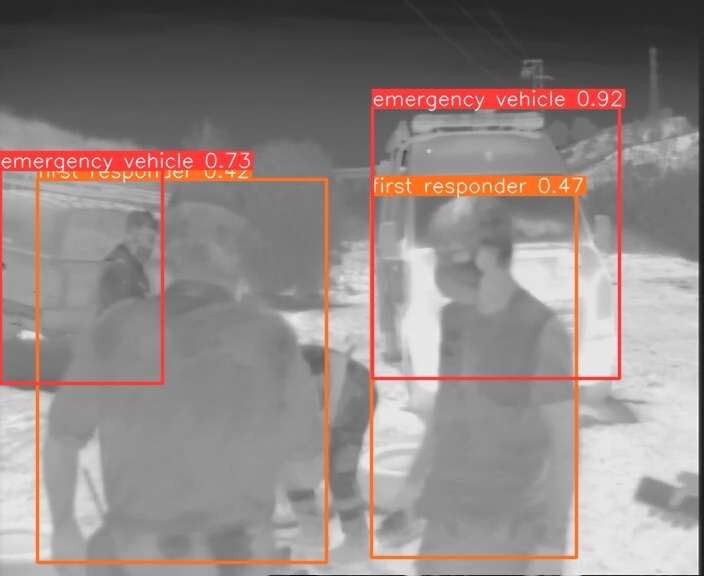 emergency vehicle 0.92
emergency vehicle 0.73
first responder 0.42
first responder 0.47